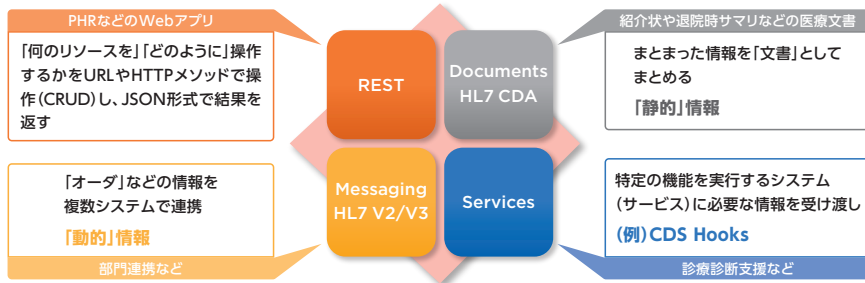 PHRなどのWebアプリ
「何のリソースを」「どのように」操作
するかをURLやHTTPメソッドで操
作(CRUD)し、JSON形式で結果を
返す
REST
Documents
HL7 CDA
紹介状や退院時サマリなどの医療文書
まとまった情報を「文書」として
まとめる
「静的」情報
「オーダ」などの情報を
複数システムで連携
「動的」情報
部門連携など
Messaging
HL7 V2/V3
Services
特定の機能を実行するシステム
(サービス)に必要な情報を受け渡し
(例)CDS Hooks
診療診断支援など